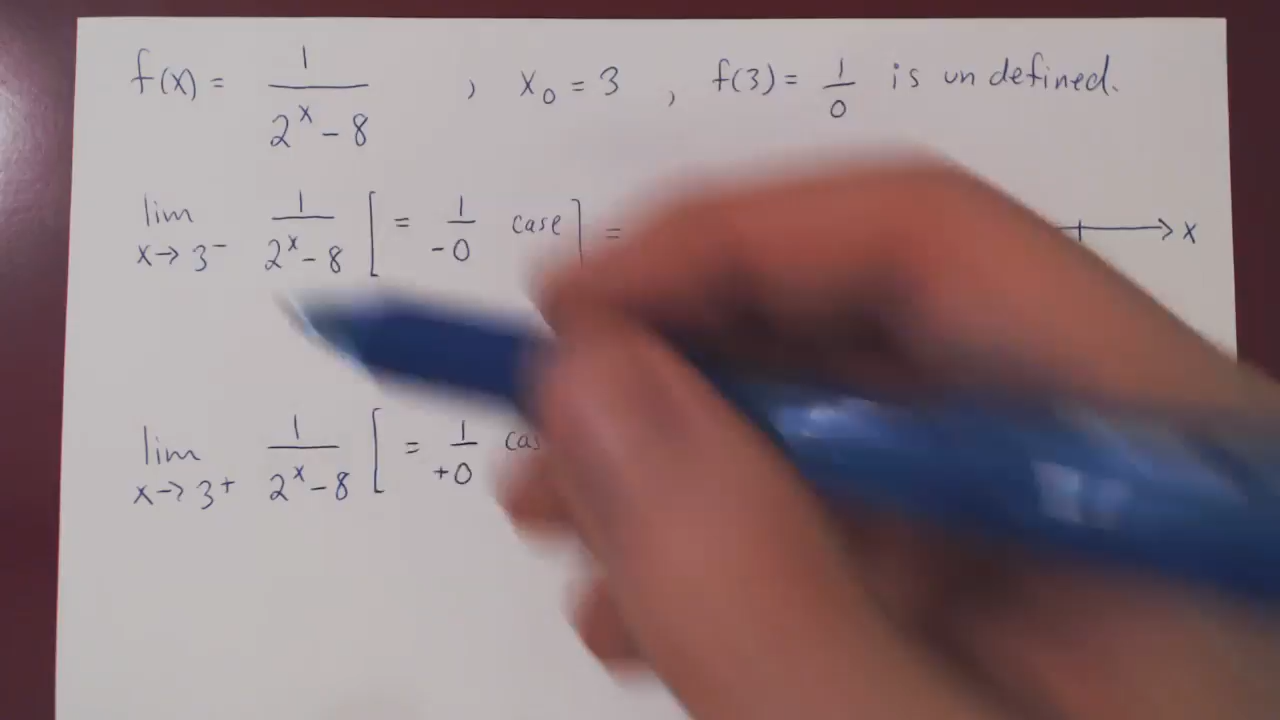 f(x) = 1/(2^x - 8) , x₀ = 3 , f(3) = 1/0 is undefined.
lim x→3⁻ 1/(2^x - 8) [ = 1/-0 case ] = x
lim x→3⁺ 1/(2^x - 8) [ = 1/+0